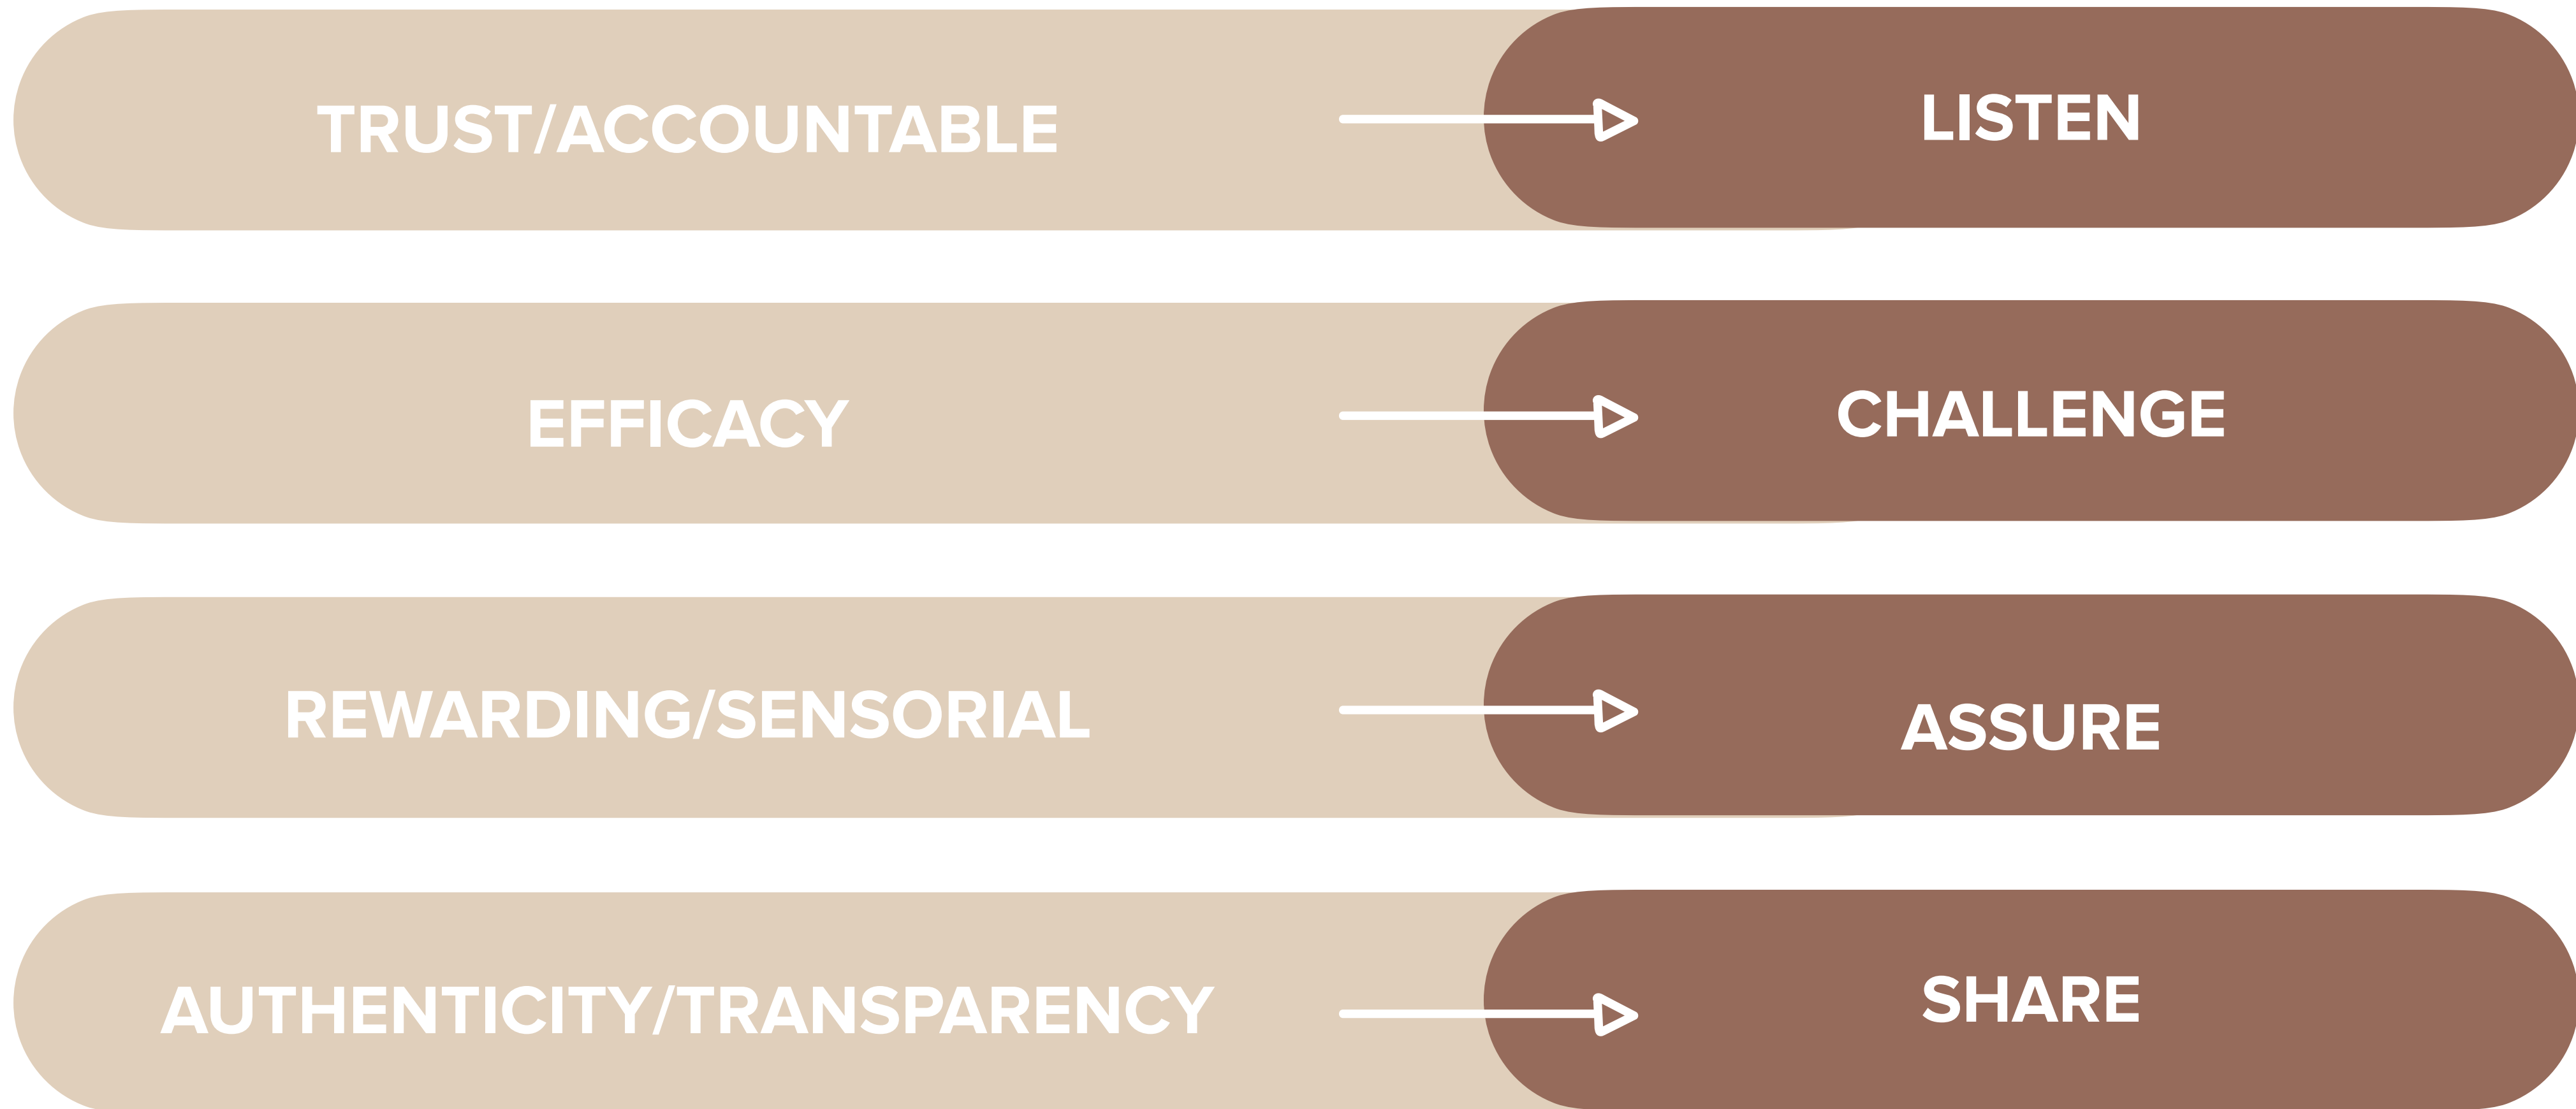 TRUST/ACCOUNTABLE
LISTEN
EFFICACY
CHALLENGE
REWARDING/SENSORIAL
ASSURE
AUTHENTICITY/TRANSPARENCY
SHARE